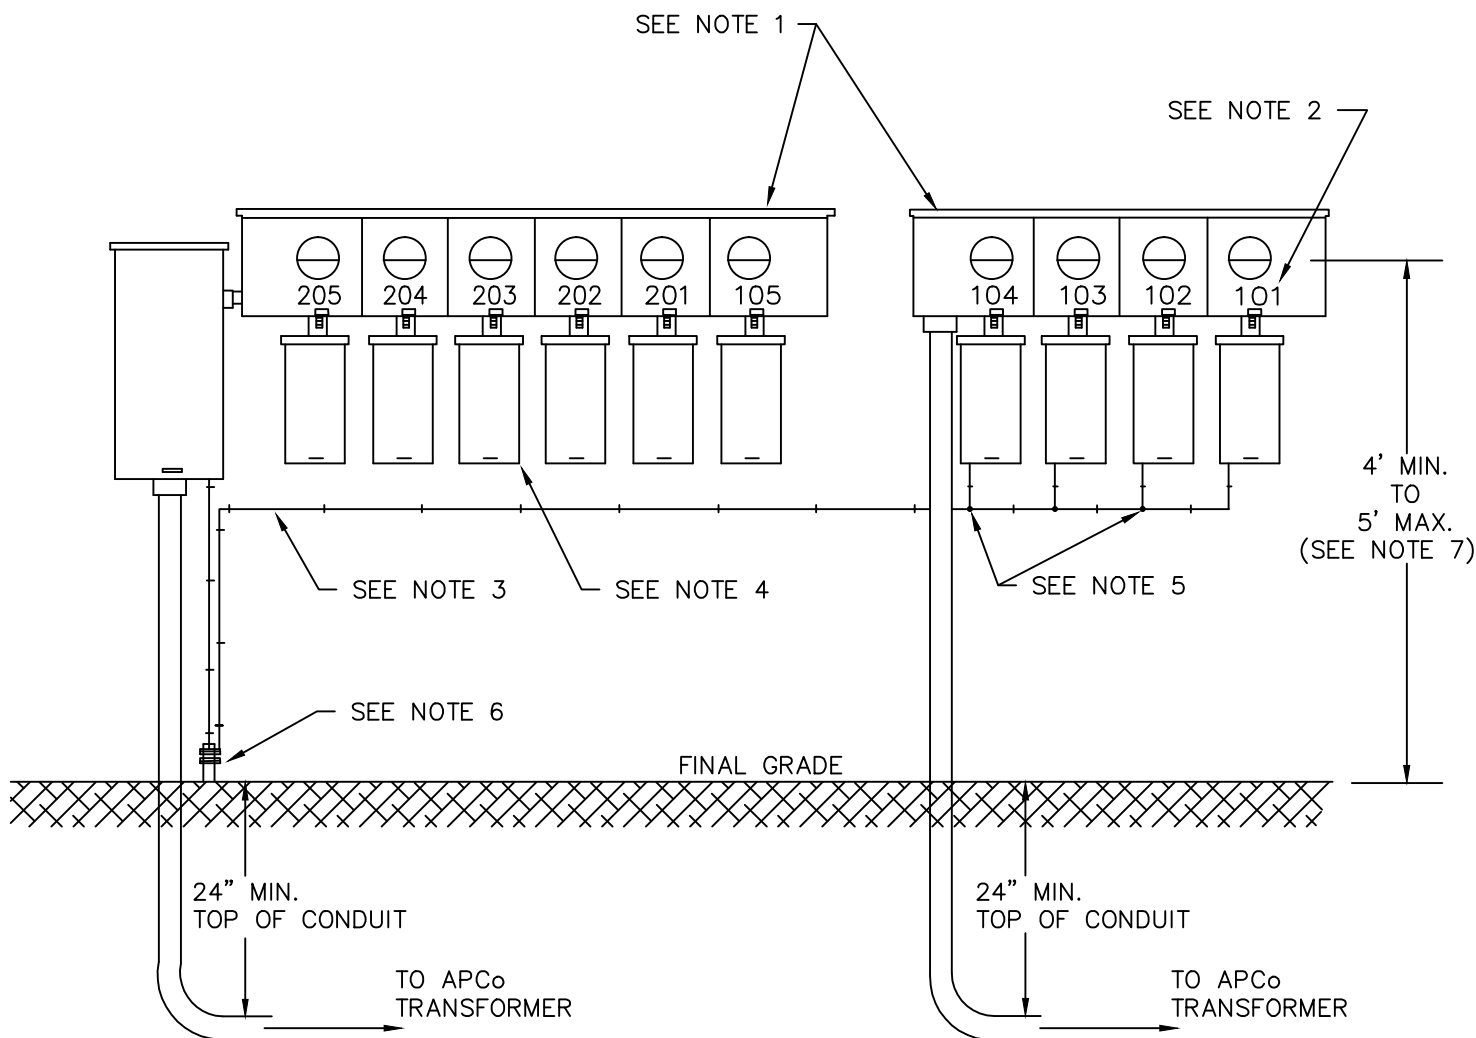 SEE NOTE 1
SEE NOTE 2
205 204 203 202 201 105
104 103 102 101
4' MIN.
TO
5' MAX.
(SEE NOTE 7)
SEE NOTE 3
SEE NOTE 4
SEE NOTE 5
SEE NOTE 6
FINAL GRADE
24" MIN.
TOP OF CONDUIT
24" MIN.
TOP OF CONDUIT
TO APCo
TRANSFORMER
TO APCo
TRANSFORMER